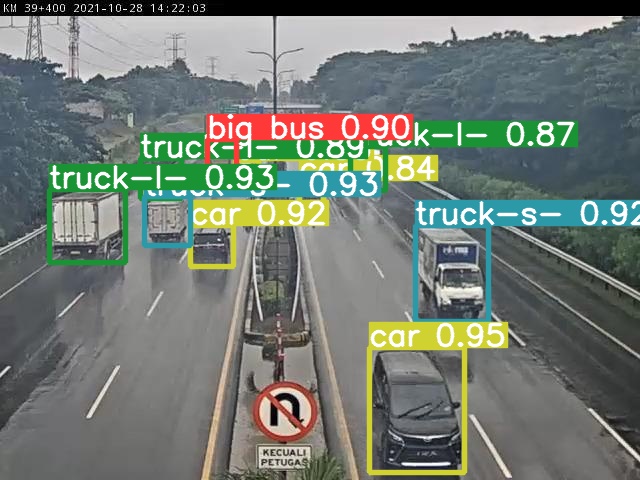 KM 39+400 2021-10-28 14:22:03
big bus 0.90
truck-l- 0.89
ck-l- 0.87
car 0.84
truck-l- 0.93
truck-s- 0.93
car 0.92
truck-s- 0.92
car 0.95
KECUALI
PETUGAS